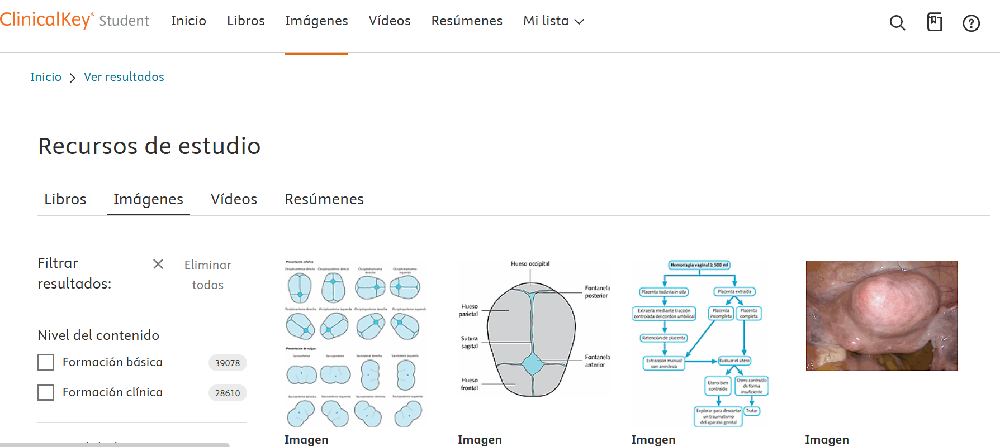 ClinicalKey® Student
Inicio
Libros
Imágenes
Vídeos
Resúmenes
Mi lista
Inicio > Ver resultados
Recursos de estudio
Libros
Imágenes
Vídeos
Resúmenes
Filtrar
resultados:
Eliminar
todos
Nivel del contenido
Formación básica
39078
Formación clínica
28610
Presentación de nalgas
Hueso occipital
Fontanela
posterior
Hueso
parietal
Sutura
sagital
Fontanela
anterior
Hueso
frontal
Hemorragia vaginal ≥ 500 ml
Placenta todavía in situ
Placenta extraída
Extraerla mediante tracción
controlada del cordón umbilical
Placenta
incompleta
Placenta
completa
Retención de placenta
Extracción manual
con anestesia
Evaluar el útero
Útero bien
contraído
Útero contraído
de forma
insuficiente
Explorar para descartar
un traumatismo
del aparato genital
Tratar
Imagen
Imagen
Imagen
Imagen